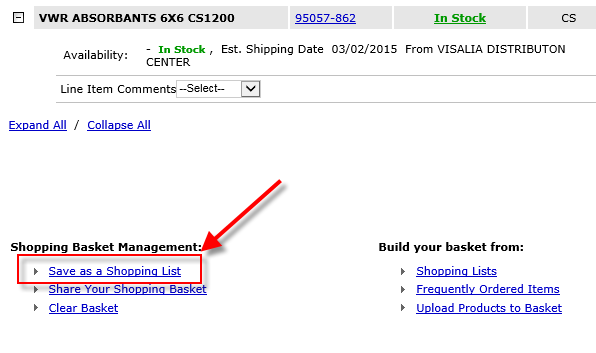 VWR ABSORBANTS 6X6 CS1200 95057-862 In Stock CS
Availability: - In Stock , Est. Shipping Date 03/02/2015 From VISALIA DISTRIBUTON
CENTER
Line Item Comments --Select--
Expand All / Collapse All
Shopping Basket Management: Build your basket from:
Save as a Shopping List Shopping Lists
Share Your Shopping Basket Frequently Ordered Items
Clear Basket Upload Products to Basket